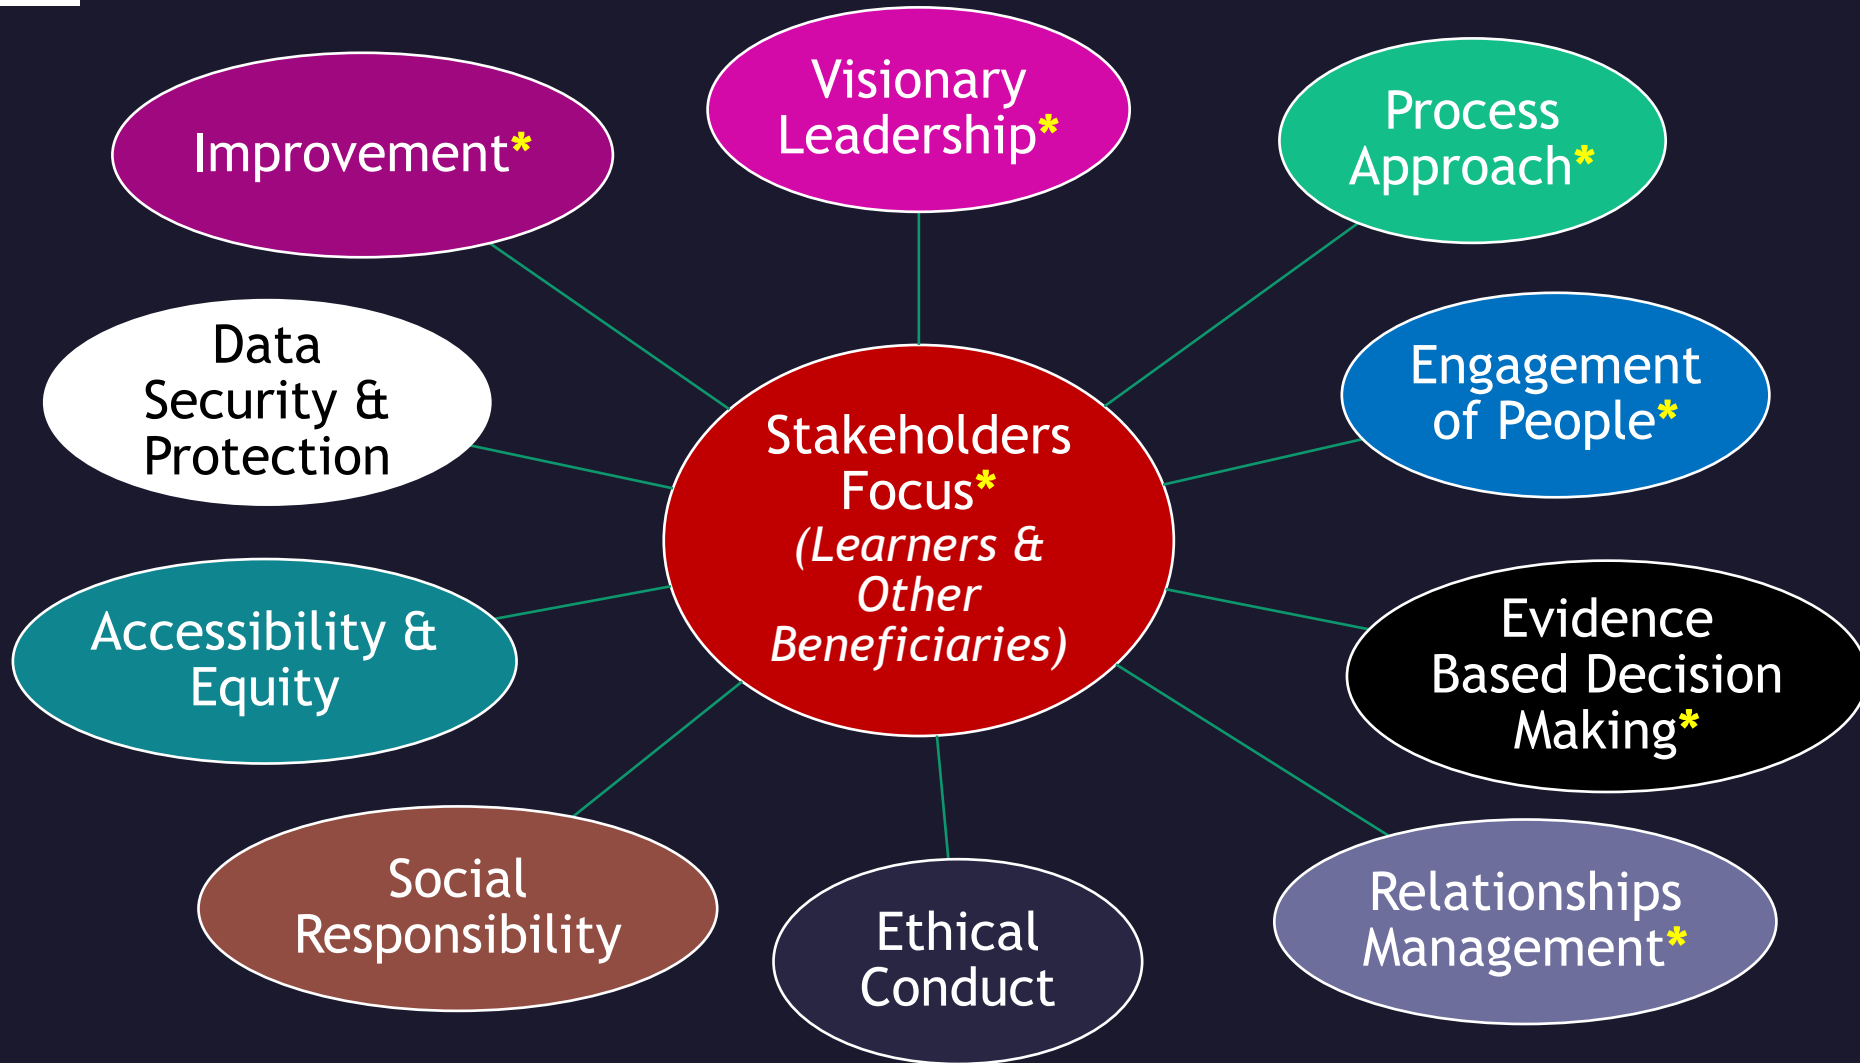 Visionary
Leadership*
Improvement*
Process
Approach*
Data
Security &
Protection
Engagement
of People*
Stakeholders
Focus*
(Learners &
Other
Beneficiaries)
Accessibility &
Equity
Evidence
Based Decision
Making*
Social
Responsibility
Ethical
Conduct
Relationships
Management*